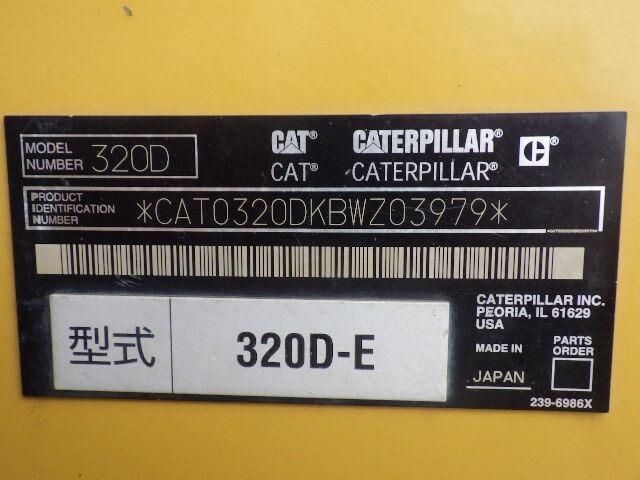 MODEL NUMBER 320D
CAT® CATERPILLAR®
CAT® CATERPILLAR®
PRODUCT IDENTIFICATION NUMBER *CAT0320DKBWZ03979*
*CAT0320DKBWZ03979*
CATERPILLAR INC.
PEORIA, IL 61629
USA
型式 320D-E
MADE IN JAPAN
PARTS ORDER
239-6986X